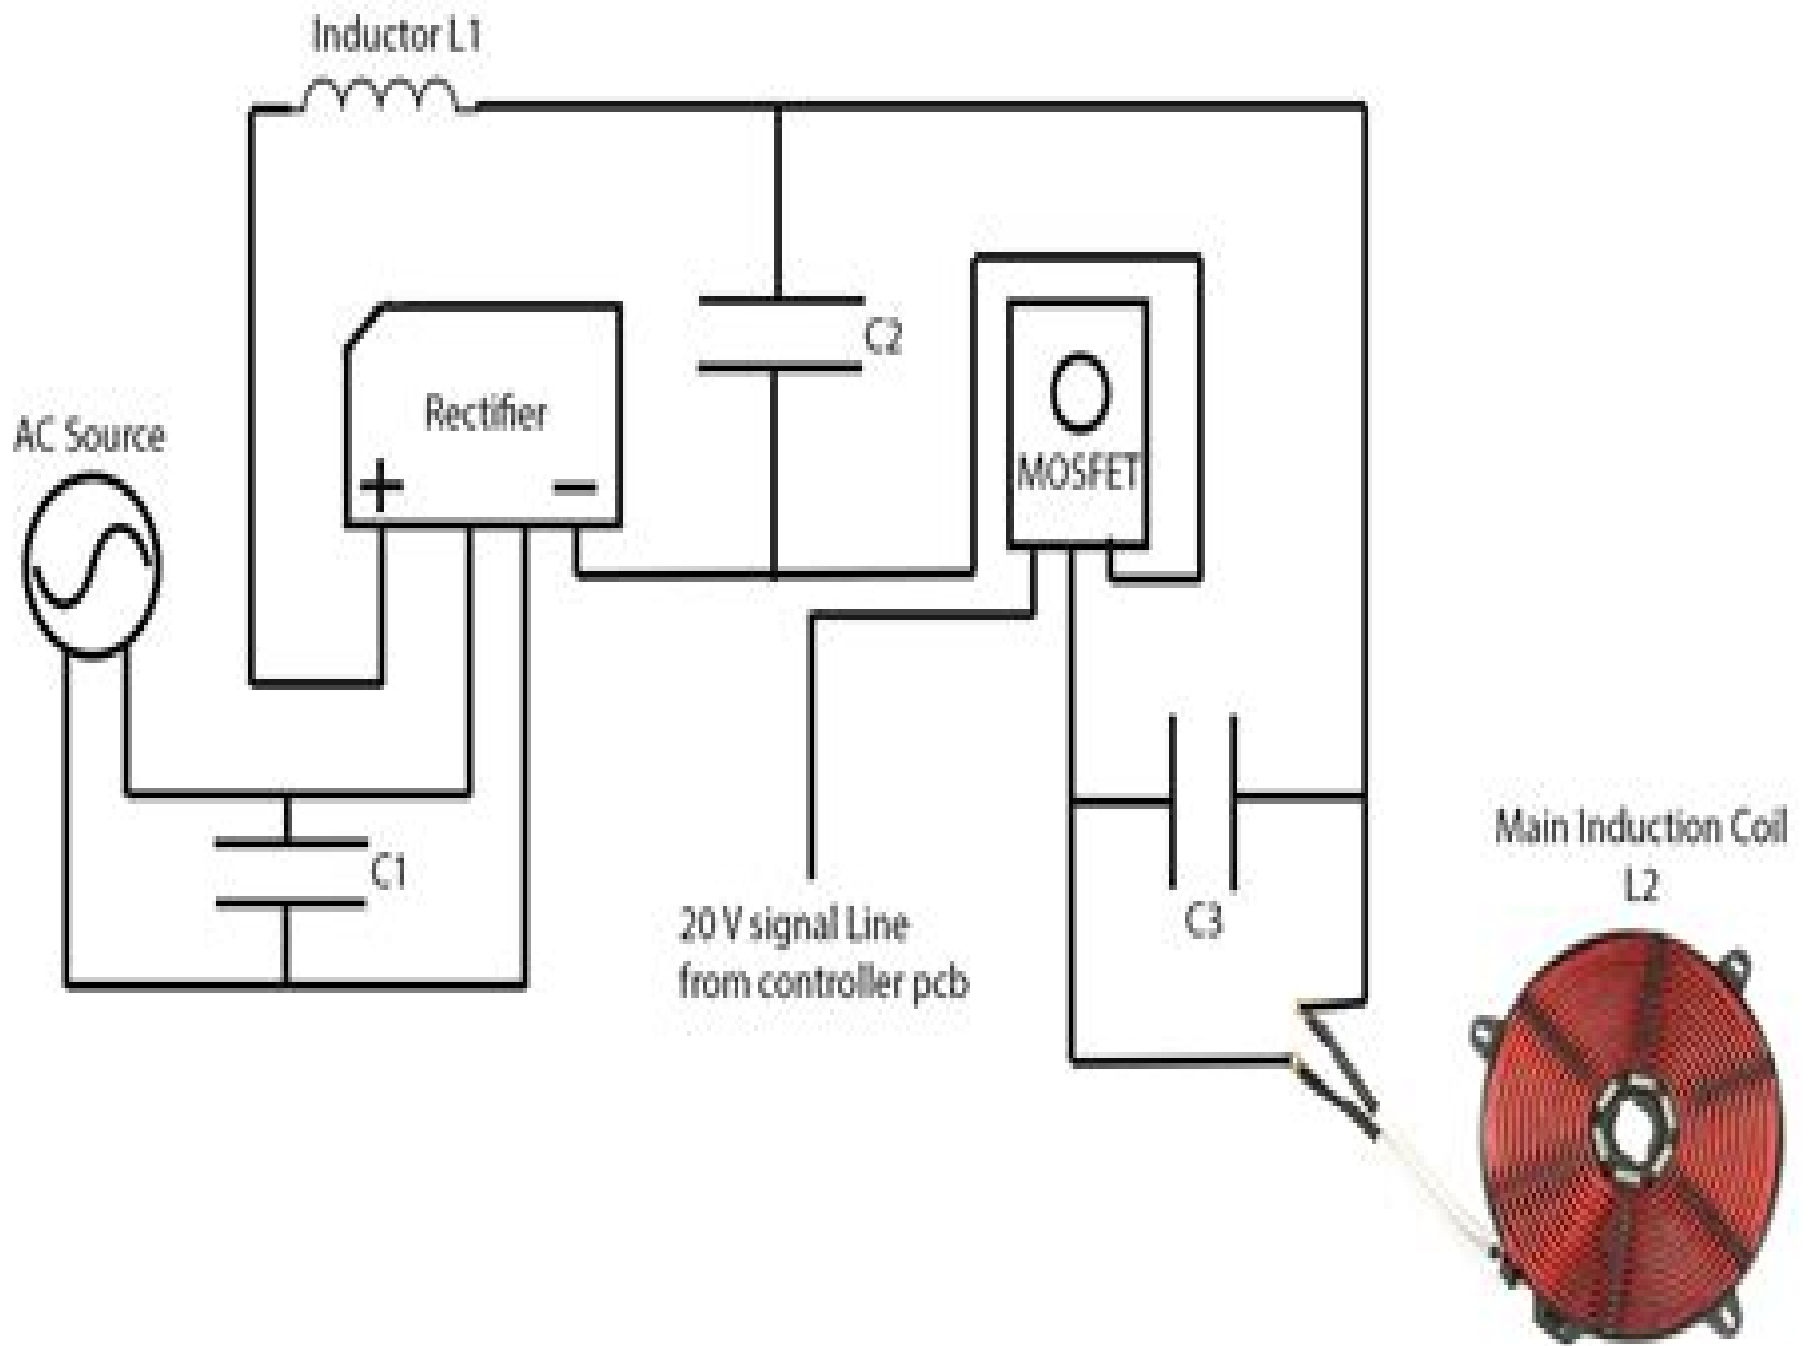 Inductor L1
C2
Rectifier
+
−
MOSFET
AC Source
C1
20 V signal Line
from controller pcb
C3
Main Induction Coil
L2